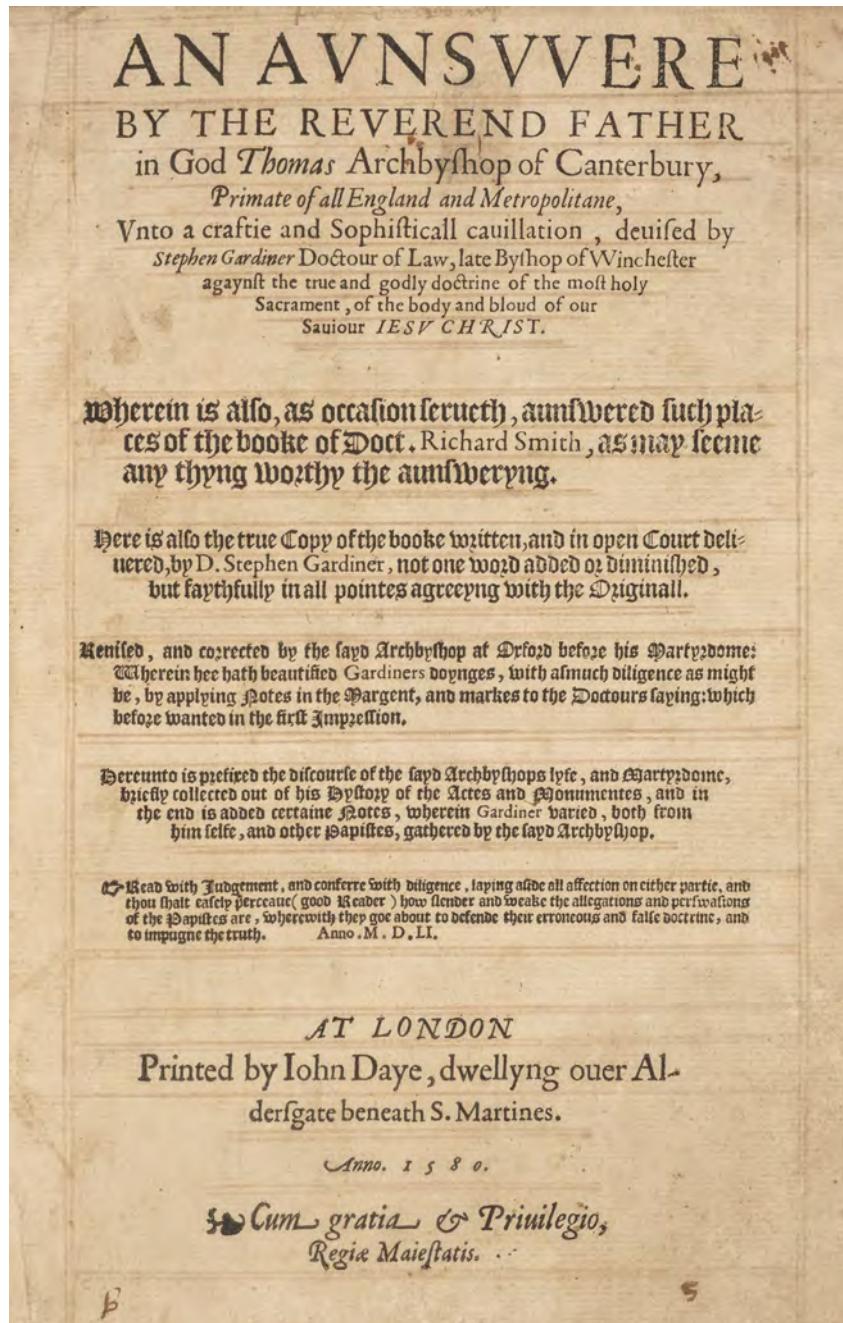 AN AVNSVVERE
BY THE REVEREND FATHER
in God Thomas Archbyſhop of Canterbury,
Primate of all England and Metropolitane,
Vnto a craftie and Sophiſticall cauillation , deuiſed by
Stephen Gardiner Doctour of Law, late Byſhop of Wincheſter
agaynſt the true and godly doctrine of the moſt holy
Sacrament , of the body and bloud of our
Sauiour IESV CHRIST.
Wherein is alſo, as occaſion ſerueth, aunſwered ſuch pla-
ces of the booke of Doct. Richard Smith, as may ſeeme
any thyng worthy the aunſweryng.
Here is alſo the true Copy of the booke written, and in open Court deli-
uered, by D. Stephen Gardiner, not one word added or diminiſhed,
but faythfully in all pointes agreeyng with the Originall.
Reuiſed, and corrected by the ſayd Archbyſhop at Oxford before his Martyrdome:
Wherein hee hath beautified Gardiners doynges, with aſmuch diligence as might
be, by applying Notes in the Margent, and markes to the Doctours ſaying: which
before wanted in the firſt Impreſſion.
Hereunto is prefixed the diſcourſe of the ſayd Archbyſhops lyfe, and Martyrdome,
briefly collected out of his Hyſtory of the Actes and Monumentes, and in
the end is added certaine Notes, wherein Gardiner varied, both from
him ſelfe, and other Papiſtes, gathered by the ſayd Archbyſhop.
☞ Read with Judgement, and conferre with diligence, laying aſide all affection on either partie, and
thou ſhalt eaſely perceaue ( good Reader ) how ſlender and weake the allegations and perſwaſions
of the Papiſtes are, wherewith they goe about to defende their erroneous and falſe doctrine, and
to impugne the truth. Anno . M . D . LI.
AT LONDON
Printed by Iohn Daye, dwellyng ouer Al-
derſgate beneath S. Martines.
Anno. 1 5 8 0.
Cum gratia & Priuilegio,
Regiæ Maieſtatis.